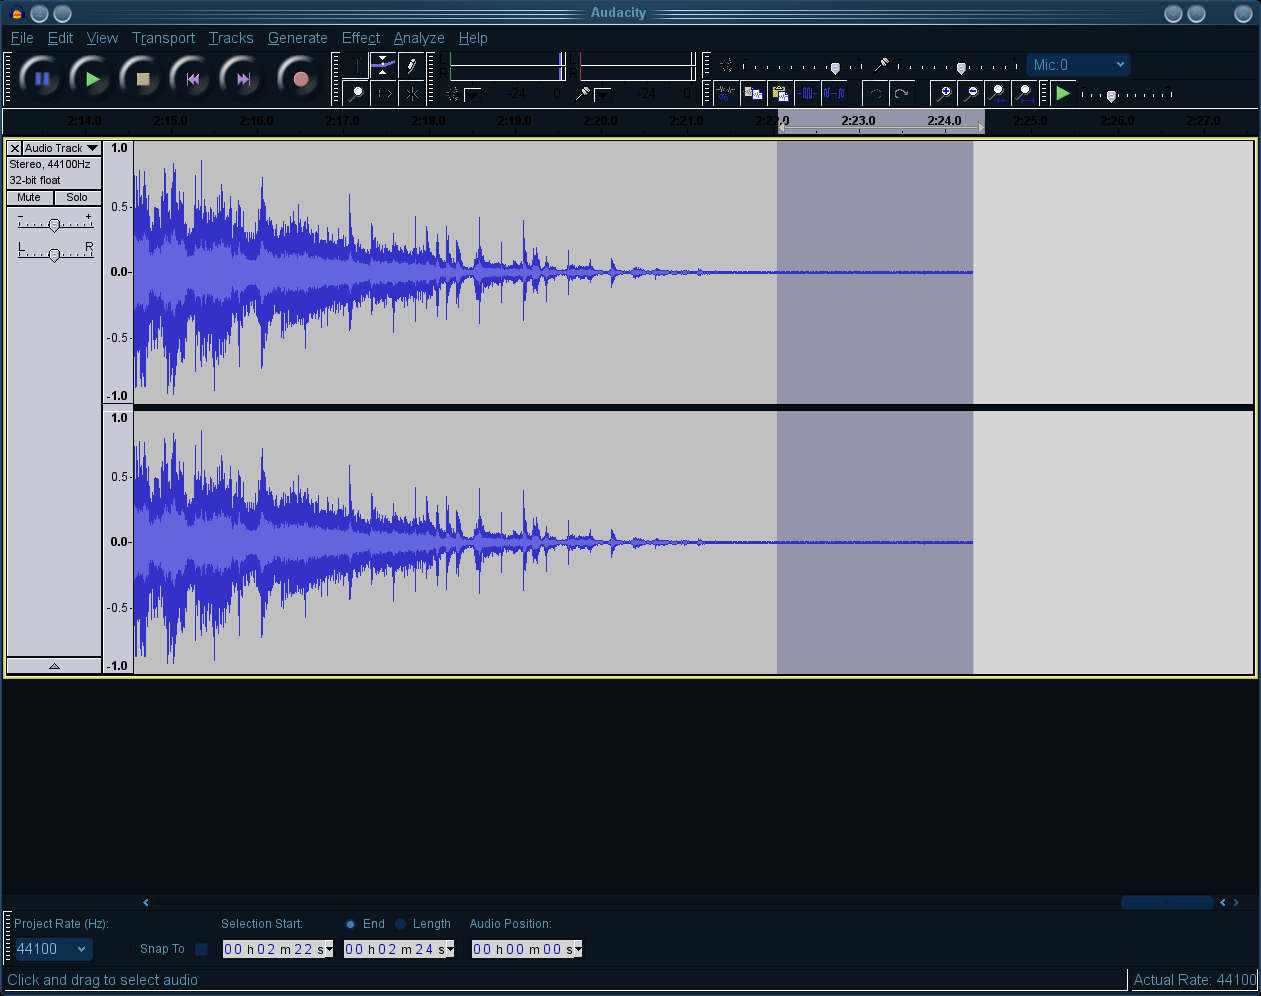 Audacity
File Edit View Transport Tracks Generate Effect Analyze Help
L
R
-24 0
R
-24 0
Mic:0
2:14.0 2:15.0 2:16.0 2:17.0 2:18.0 2:19.0 2:20.0 2:21.0 2:22.0 2:23.0 2:24.0 2:25.0 2:26.0 2:27.0
Audio Track
Stereo, 44100Hz
32-bit float
Mute Solo
- +
L R
1.0
0.5
0.0
-0.5
-1.0
1.0
0.5
0.0
-0.5
-1.0
Project Rate (Hz): Selection Start: End Length Audio Position:
44100 Snap To 00 h 02 m 22 s 00 h 02 m 24 s 00 h 00 m 00 s
Click and drag to select audio Actual Rate: 44100